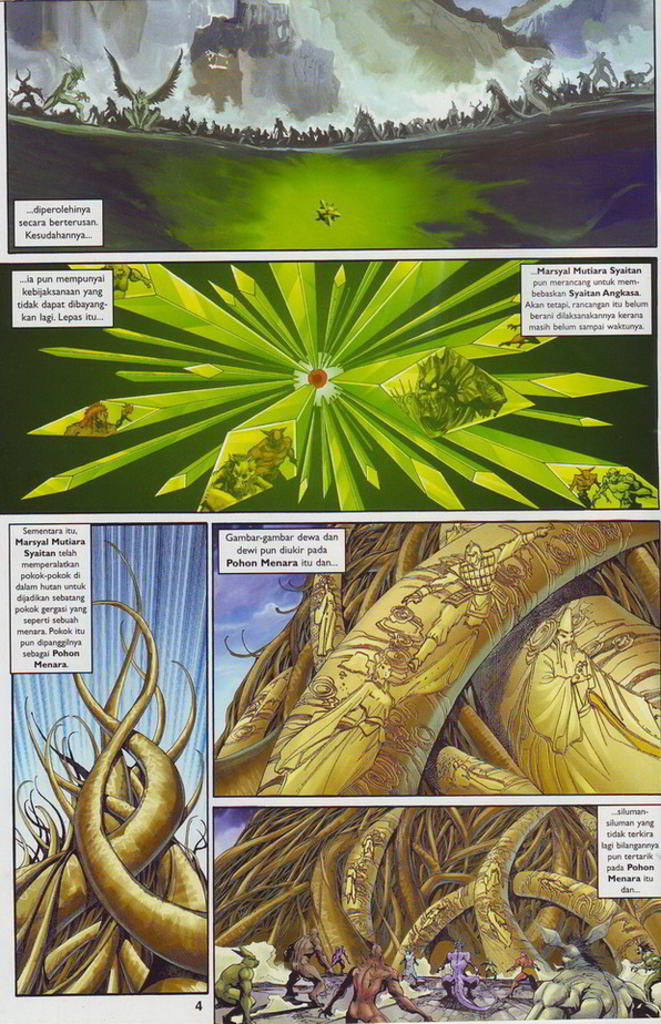 ...diperolehinya
secara berterusan.
Kesudahannya...
...ia pun mempunyai
kebijaksanaan yang
tidak dapat dibayang-
kan lagi. Lepas itu...
...Marsyal Mutiara Syaitan
pun merancang untuk mem-
bebaskan Syaitan Angkasa.
Akan tetapi, rancangan itu belum
berani dilaksanakannya kerana
masih belum sampai waktunya.
Sementara itu,
Marsyal Mutiara
Syaitan telah
memperalatkan
pokok-pokok di
dalam hutan untuk
dijadikan sebatang
pokok gergasi yang
seperti sebuah
menara. Pokok itu
pun dipanggilnya
sebagai Pohon
Menara.
Gambar-gambar dewa dan
dewi pun diukir pada
Pohon Menara itu dan...
...siluman-
siluman yang
tidak terkira
lagi bilangannya
pun tertarik
pada Pohon
Menara itu
dan...
4